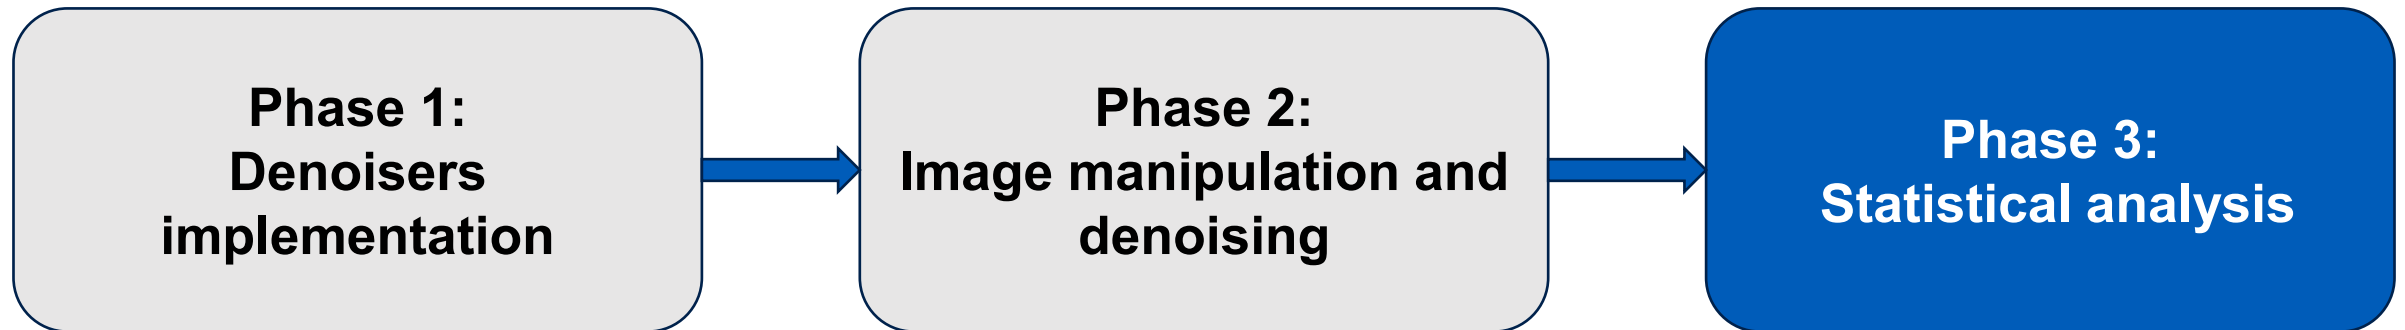 Phase 1:
Denoisers
implementation
Phase 2:
Image manipulation and
denoising
Phase 3:
Statistical analysis